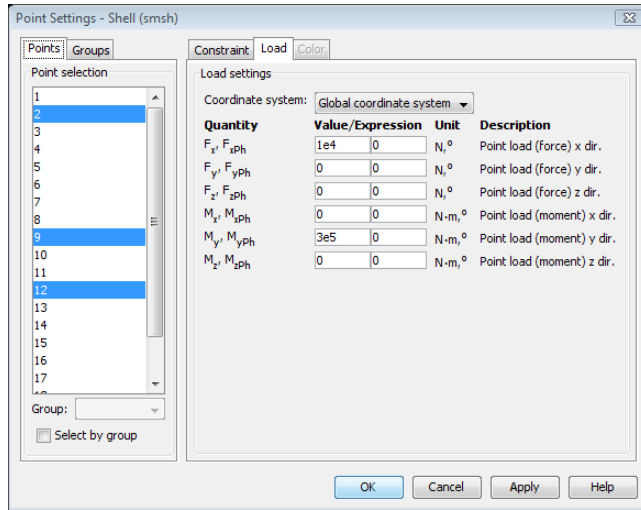 Point Settings - Shell (smsh)
Points Groups
Constraint Load Color
Point selection
1
2
3
4
5
6
7
8
9
10
11
12
13
14
15
16
17
Group:
Select by group
Load settings
Coordinate system: Global coordinate system
Quantity Value/Expression Unit Description
Fx, FxPh 1e4 0 N,º Point load (force) x dir.
Fy, FyPh 0 0 N,º Point load (force) y dir.
Fz, FzPh 0 0 N,º Point load (force) z dir.
Mx, MxPh 0 0 N·m,º Point load (moment) x dir.
My, MyPh 3e5 0 N·m,º Point load (moment) y dir.
Mz, MzPh 0 0 N·m,º Point load (moment) z dir.
OK Cancel Apply Help